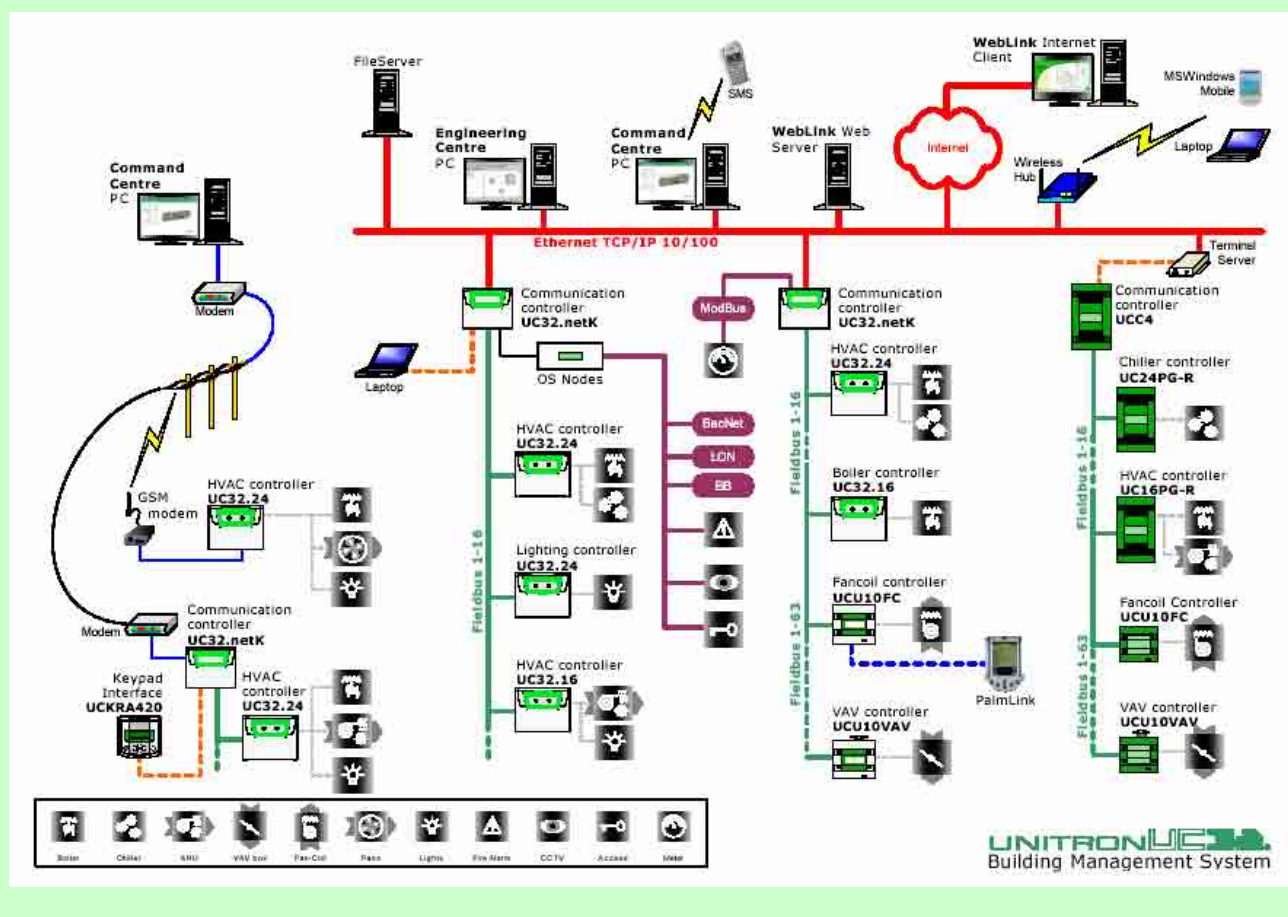 FileServer
SMS
WebLink Internet
Client
MSWindows
Mobile
Engineering
Centre
PC
Command
Centre
PC
WebLink Web
Server
Internet
Laptop
Wireless
Hub
Command
Centre
PC
Ethernet TCP/IP 10/100
Terminal
Server
Modem
Communication
controller
UC32.netK
ModBus
Communication
controller
UC32.netK
Communication
controller
UCC4
Laptop
OS Nodes
HVAC controller
UC32.24
Chiller controller
UC24PG-R
BacNet
LON
BB
HVAC controller
UC32.24
Fieldbus 1-16
Boiler controller
UC32.16
Fieldbus 1-16
HVAC controller
UC16PG-R
GSM
modem
HVAC controller
UC32.24
Fieldbus 1-16
Lighting controller
UC32.24
Fancoil controller
UCU10FC
Fancoil Controller
UCU10FC
Modem
Communication
controller
UC32.netK
Fieldbus 1-63
Fieldbus 1-63
Keypad
Interface
UCKRA420
HVAC
controller
UC32.24
HVAC controller
UC32.16
PalmLink
VAV controller
UCU10VAV
VAV controller
UCU10VAV
Boiler
Chiller
AHU
VAV box
Fan-Coil
Fans
Lights
Fire Alarm
CCTV
Access
Meter
UNITRON UC32
Building Management System